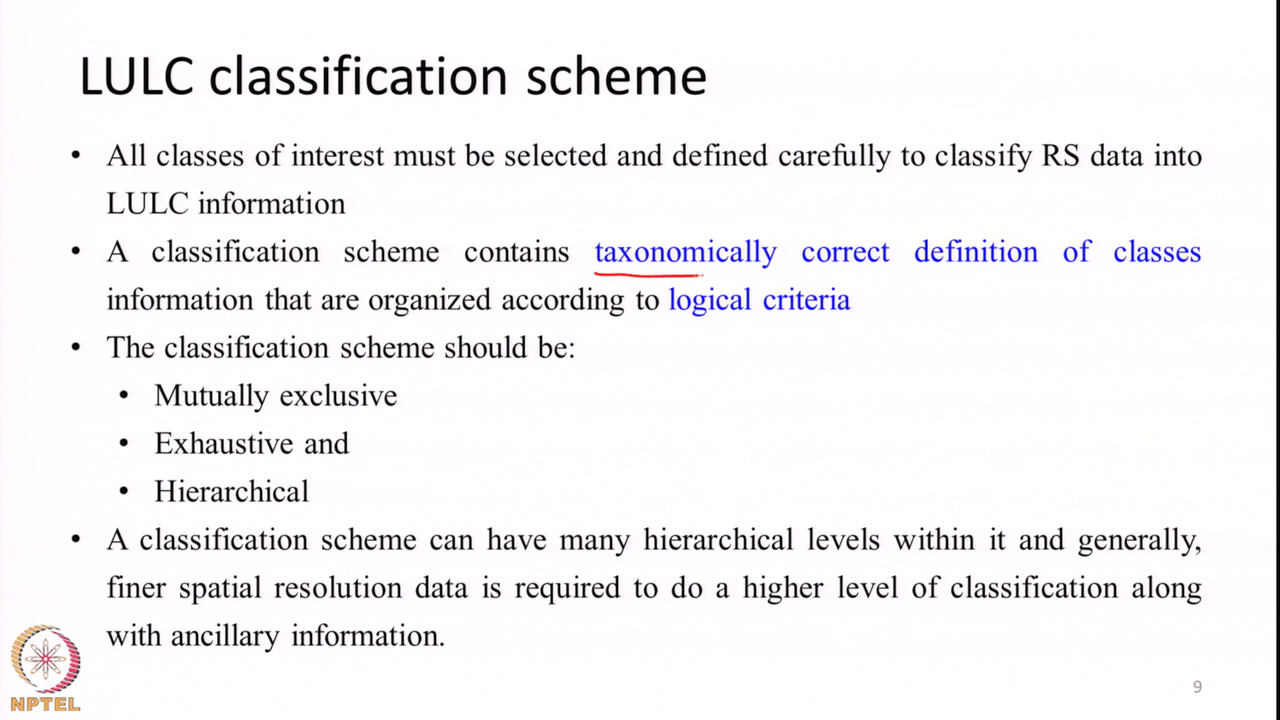 LULC classification scheme
• All classes of interest must be selected and defined carefully to classify RS data into
LULC information
• A classification scheme contains taxonomically correct definition of classes
information that are organized according to logical criteria
• The classification scheme should be:
• Mutually exclusive
• Exhaustive and
• Hierarchical
• A classification scheme can have many hierarchical levels within it and generally,
finer spatial resolution data is required to do a higher level of classification along
with ancillary information.
NPTEL
9